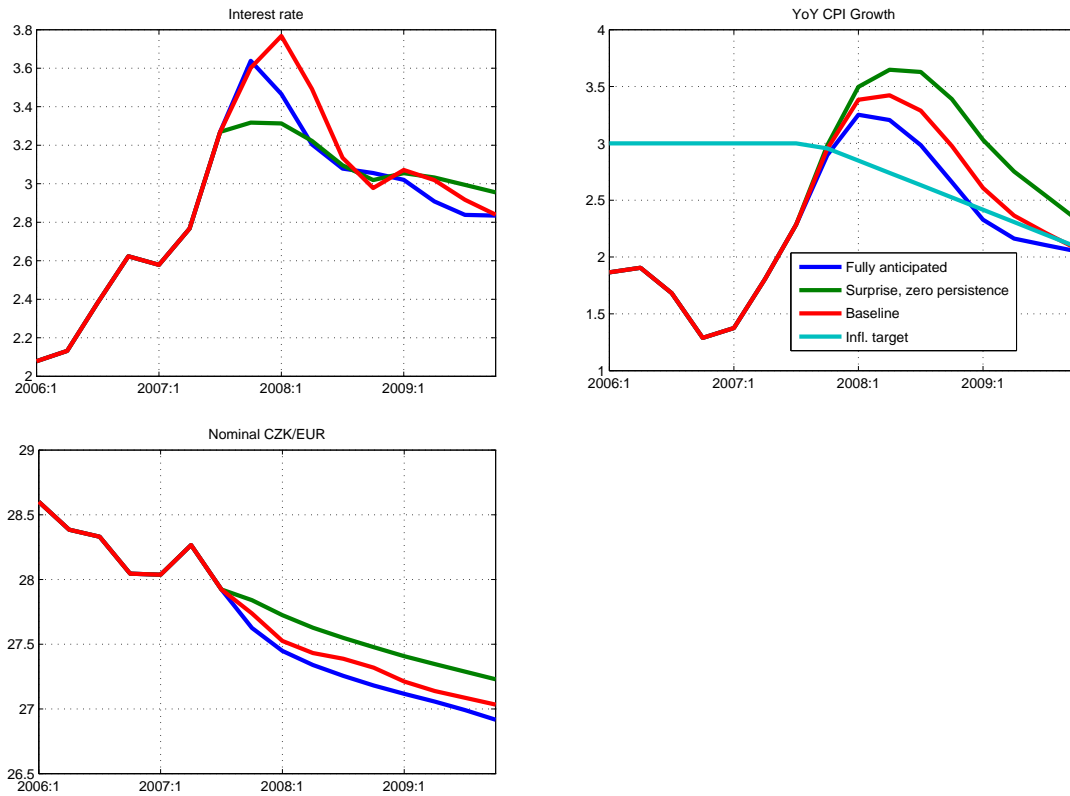 Interest rate
3.8
3.6
3.4
3.2
3
2.8
2.6
2.4
2.2
2
2006:1 2007:1 2008:1 2009:1
YoY CPI Growth
4
3.5
3
2.5
2
1.5
1
Fully anticipated
Surprise, zero persistence
Baseline
Infl. target
2006:1 2007:1 2008:1 2009:1
Nominal CZK/EUR
29
28.5
28
27.5
27
26.5
2006:1 2007:1 2008:1 2009:1